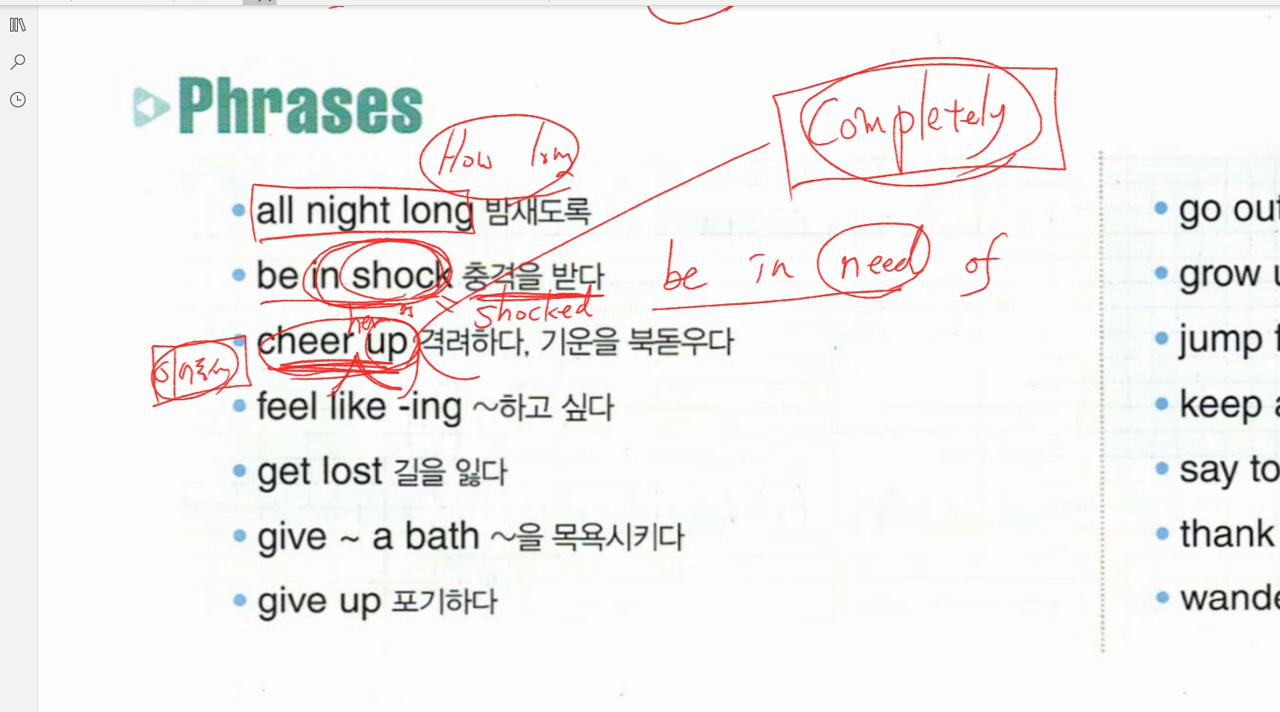 Phrases
Completely
How long
all night long 밤새도록
be in shock 충격을 받다
be in need of
shocked
cheer up 격려하다, 기운을 북돋우다
feel like -ing ～하고 싶다
get lost 길을 잃다
give ~ a bath ～을 목욕시키다
give up 포기하다
go out
grow u
jump f
keep a
say to
thank
wande